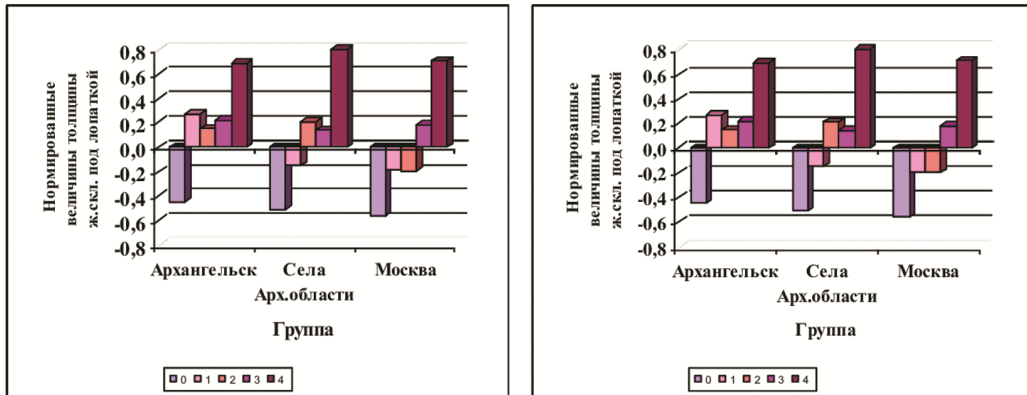 Нормированные
величины толщины
ж.скл. под лопаткой
0,8
0,6
0,4
0,2
0,0
-0,2
-0,4
-0,6
-0,8
Архангельск Села Москва
Арх.области
Группа
0 1 2 3 4
Нормированные
величины толщины
ж.скл. под лопаткой
0,8
0,6
0,4
0,2
0,0
-0,2
-0,4
-0,6
-0,8
Архангельск Села Москва
Арх.области
Группа
0 1 2 3 4